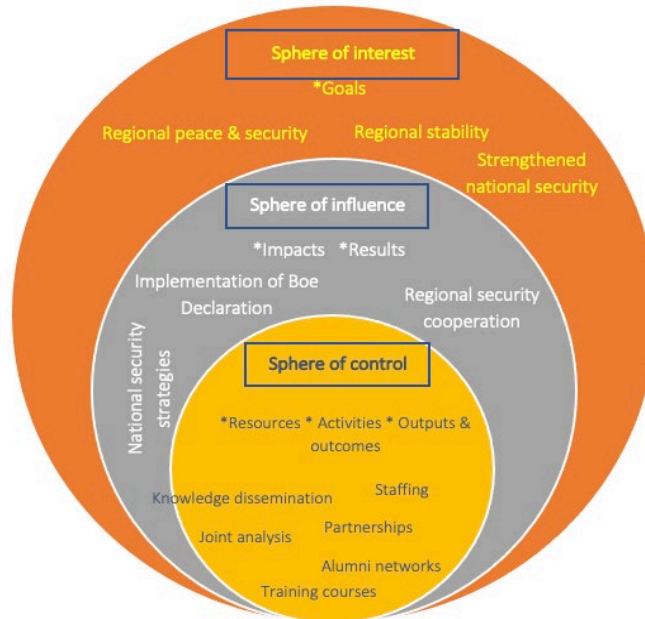 Sphere of interest
*Goals
Regional peace & security
Regional stability
Strengthened
national security
Sphere of influence
*Impacts *Results
Implementation of Boe
Declaration
Regional security
cooperation
National security
strategies
Sphere of control
*Resources * Activities * Outputs &
outcomes
Knowledge dissemination
Staffing
Joint analysis
Partnerships
Alumni networks
Training courses